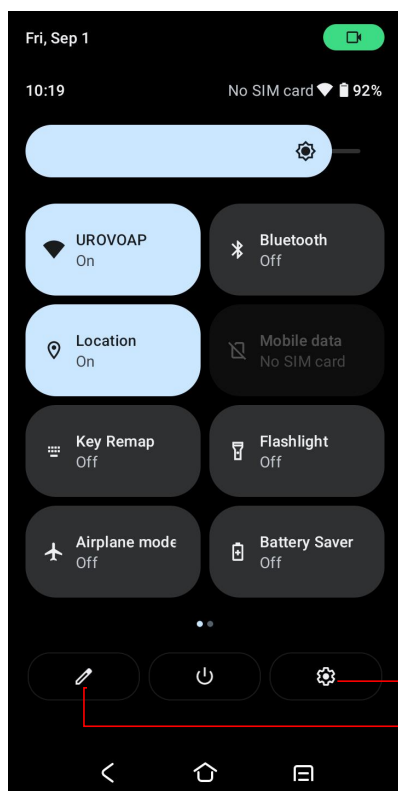 Fri, Sep 1
10:19 No SIM card 92%
UROVOAP
On
Bluetooth
Off
Location
On
Mobile data
No SIM card
Key Remap
Off
Flashlight
Off
Airplane mode
Off
Battery Saver
Off